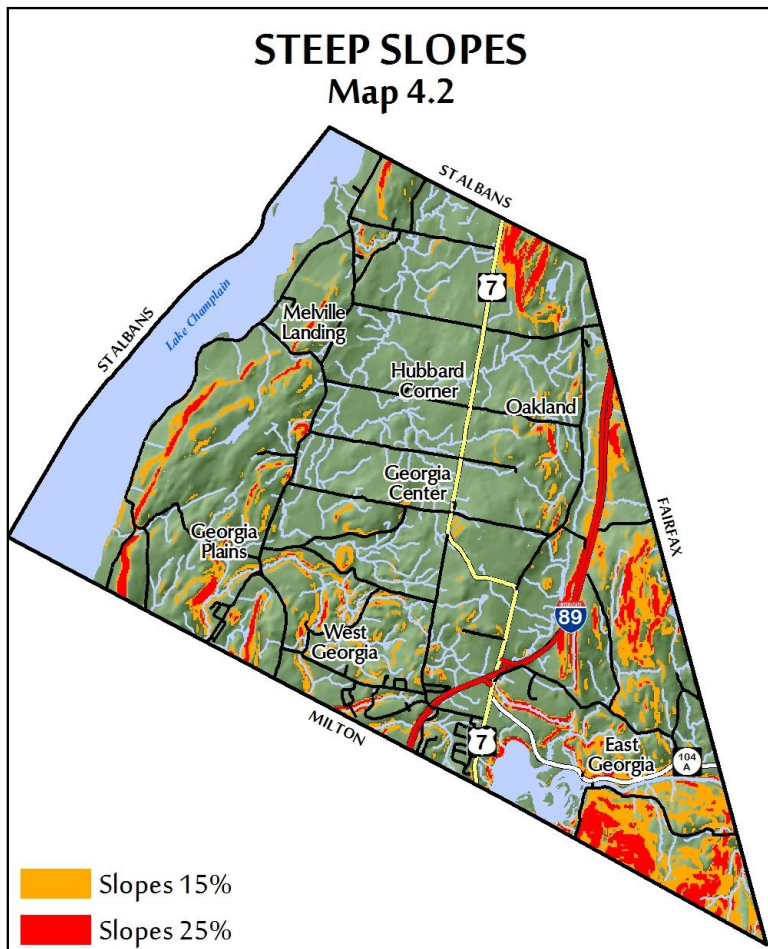 STEEP SLOPES
Map 4.2
ST ALBANS
7
ST ALBANS
Lake Champlain
Melville
Landing
Hubbard
Corner
Oakland
Georgia
Center
FAIRFAX
Georgia
Plains
89
West
Georgia
MILTON
7
East
Georgia
104
A
Slopes 15%
Slopes 25%